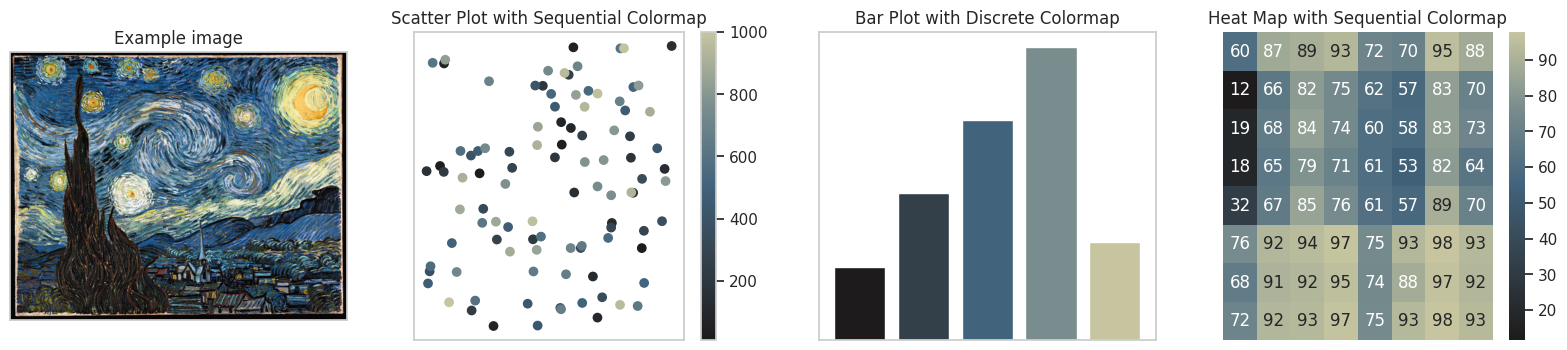 Example image
Scatter Plot with Sequential Colormap
1000
800
600
400
200
Bar Plot with Discrete Colormap
Heat Map with Sequential Colormap
60 87 89 93 72 70 95 88
12 66 82 75 62 57 83 70
19 68 84 74 60 58 83 73
18 65 79 71 61 53 82 64
32 67 85 76 61 57 89 70
76 92 94 97 75 93 98 93
68 91 92 95 74 88 97 92
72 92 93 97 75 93 98 93
90
80
70
60
50
40
30
20